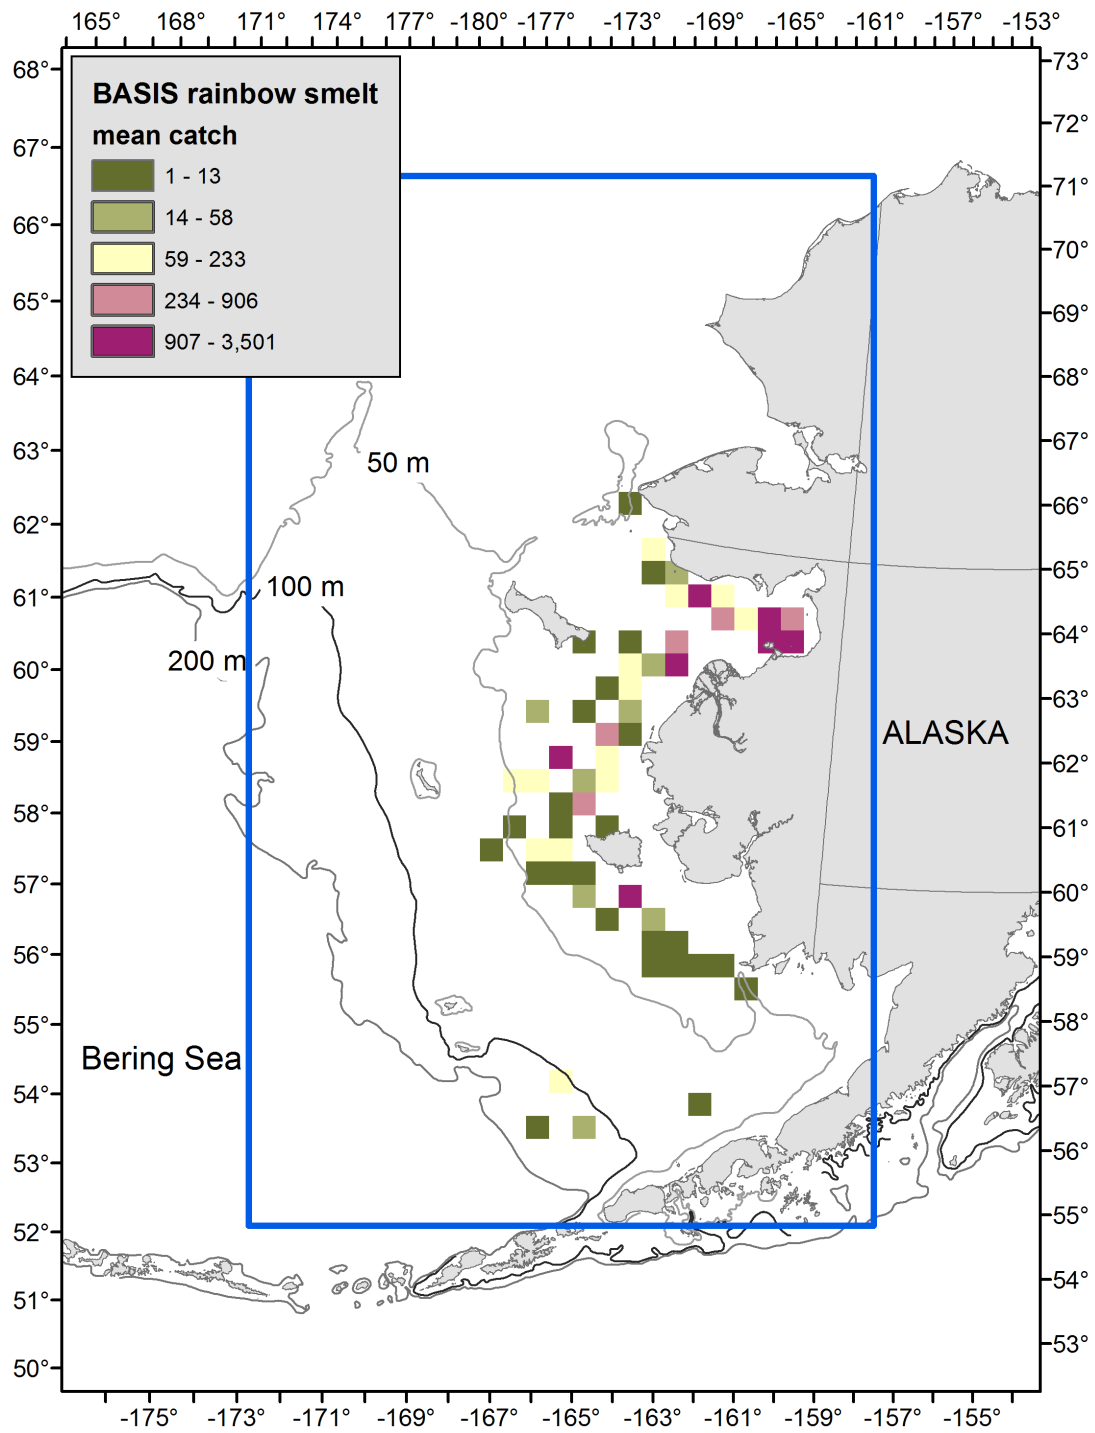 165° 168° 171° 174° 177° -180° -177° -173° -169° -165° -161° -157° -153°
BASIS rainbow smelt
mean catch
1 - 13
14 - 58
59 - 233
234 - 906
907 - 3,501
68°
67°
66°
65°
64°
63°
62°
61°
60°
59°
58°
57°
56°
55°
54°
53°
52°
51°
50°
73°
72°
71°
70°
69°
68°
67°
66°
65°
64°
63°
62°
61°
60°
59°
58°
57°
56°
55°
54°
53°
50 m
100 m
200 m
ALASKA
Bering Sea
-175° -173° -171° -169° -167° -165° -163° -161° -159° -157° -155°